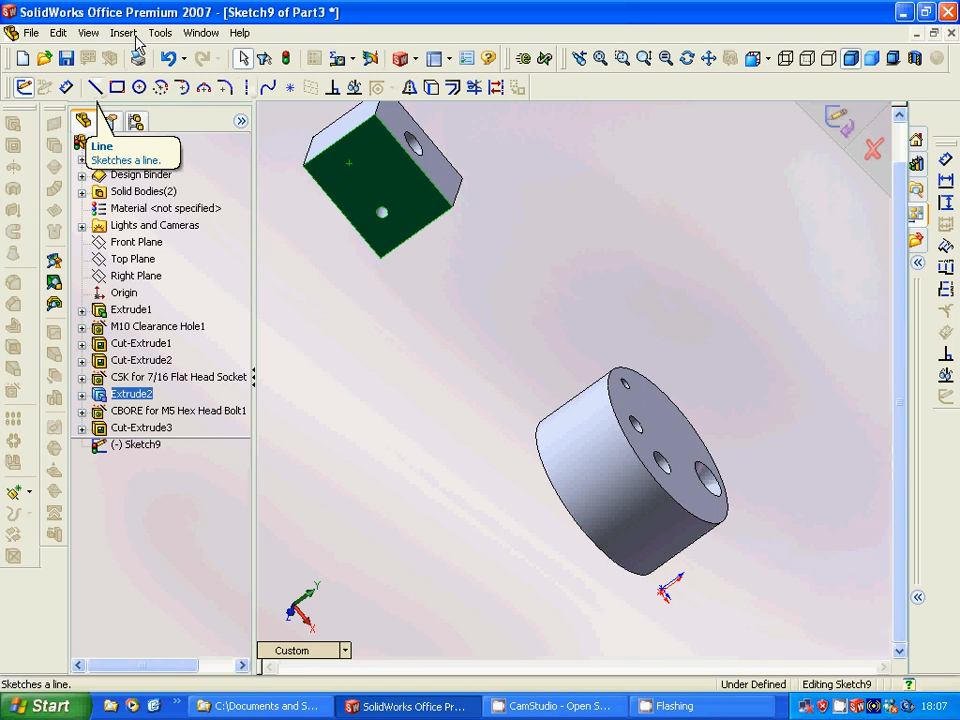 SolidWorks Office Premium 2007 - [Sketch9 of Part3 *]
File Edit View Insert Tools Window Help
Line
Sketches a line.
Design Binder
Solid Bodies(2)
Material <not specified>
Lights and Cameras
Front Plane
Top Plane
Right Plane
Origin
Extrude1
M10 Clearance Hole1
Cut-Extrude1
Cut-Extrude2
CSK for 7/16 Flat Head Socket
Extrude2
CBORE for M5 Hex Head Bolt1
Cut-Extrude3
(-) Sketch9
Y
X
Z
Custom
Sketches a line.
Under Defined
Editing Sketch9
Start
C:\Documents and S...
SolidWorks Office Pr...
CamStudio - Open S...
Flashing
18:07